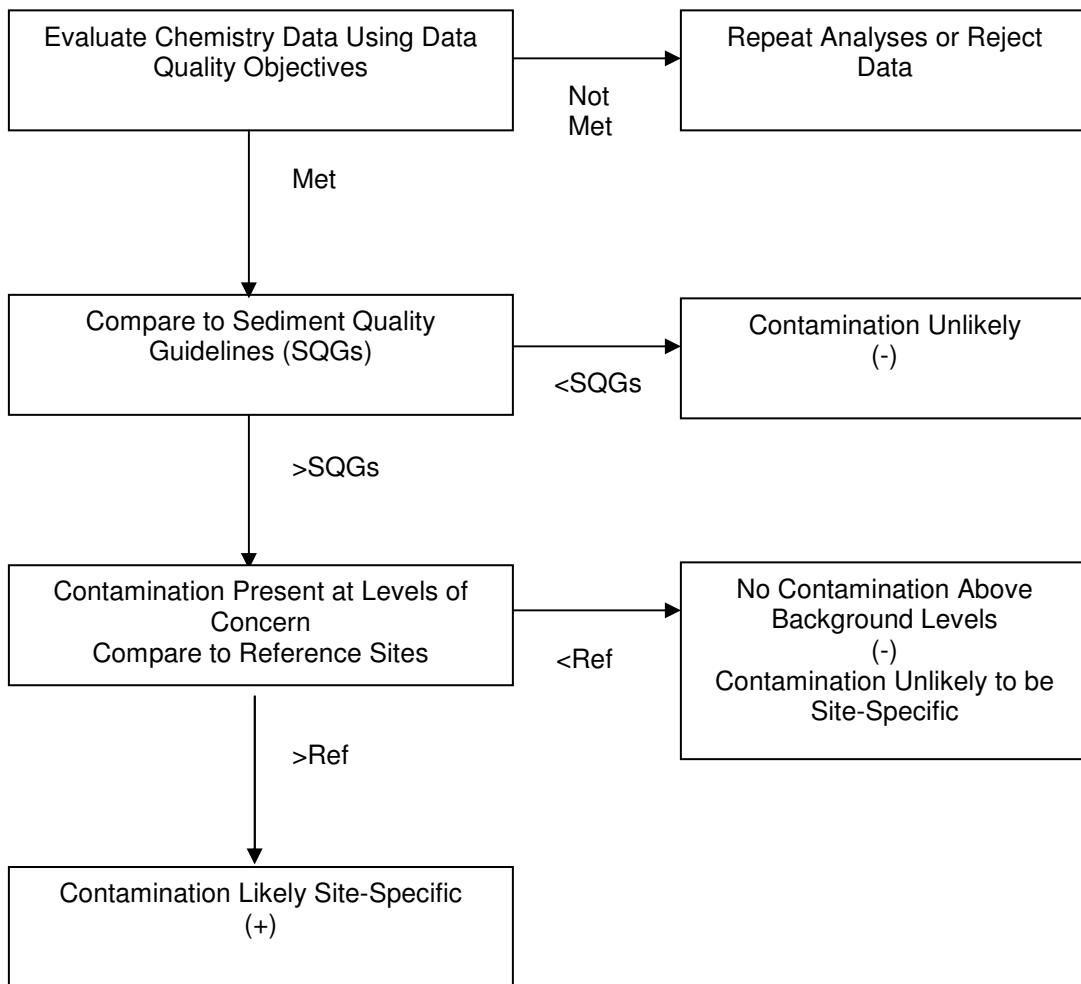 Evaluate Chemistry Data Using Data
Quality Objectives
Repeat Analyses or Reject
Data
Not
Met
Met
Compare to Sediment Quality
Guidelines (SQGs)
Contamination Unlikely
(-)
<SQGs
>SQGs
Contamination Present at Levels of
Concern
Compare to Reference Sites
No Contamination Above
Background Levels
(-)
Contamination Unlikely to be
Site-Specific
<Ref
>Ref
Contamination Likely Site-Specific
(+)